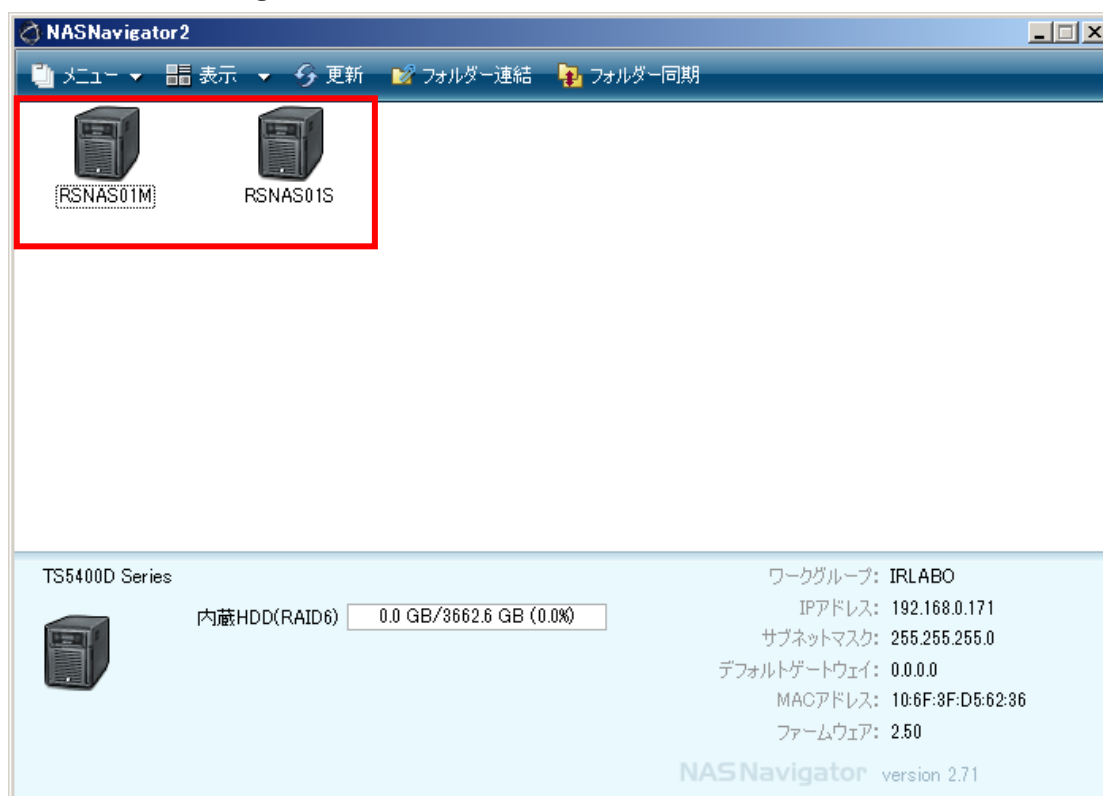 NASNavigator2
メニュー 表示 更新 フォルダー連結 フォルダー同期
RSNAS01M RSNAS01S
TS5400D Series
内蔵HDD(RAID6) 0.0 GB/3662.6 GB (0.0%)
ワークグループ: IRLABO
IPアドレス: 192.168.0.171
サブネットマスク: 255.255.255.0
デフォルトゲートウェイ: 0.0.0.0
MACアドレス: 10:6F:3F:D5:62:36
ファームウェア: 2.50
NAS Navigator version 2.71